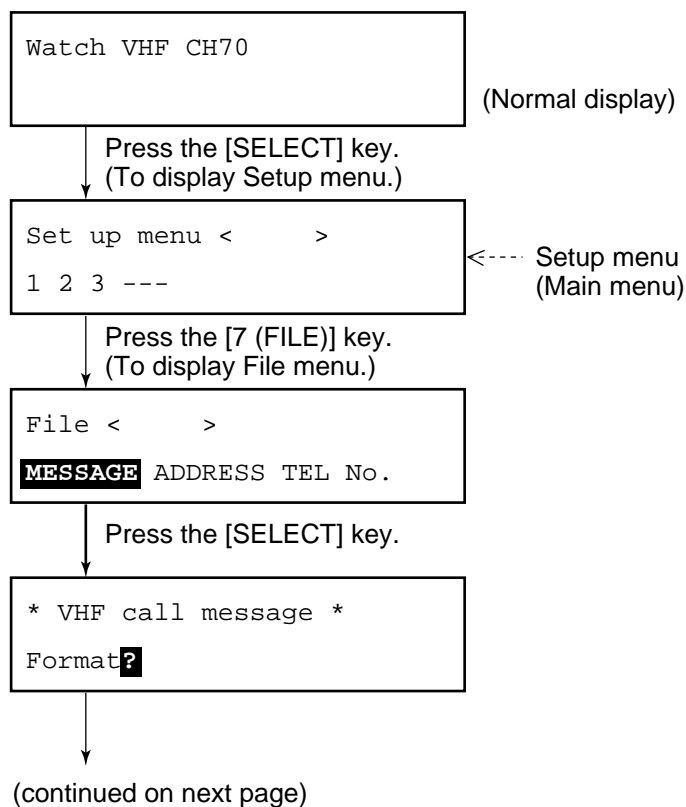 Watch VHF CH70
(Normal display)
Press the [SELECT] key.
(To display Setup menu.)
Set up menu <     >
1 2 3 ---
Setup menu
(Main menu)
Press the [7 (FILE)] key.
(To display File menu.)
File <     >
MESSAGE ADDRESS TEL No.
Press the [SELECT] key.
* VHF call message *
Format?
(continued on next page)